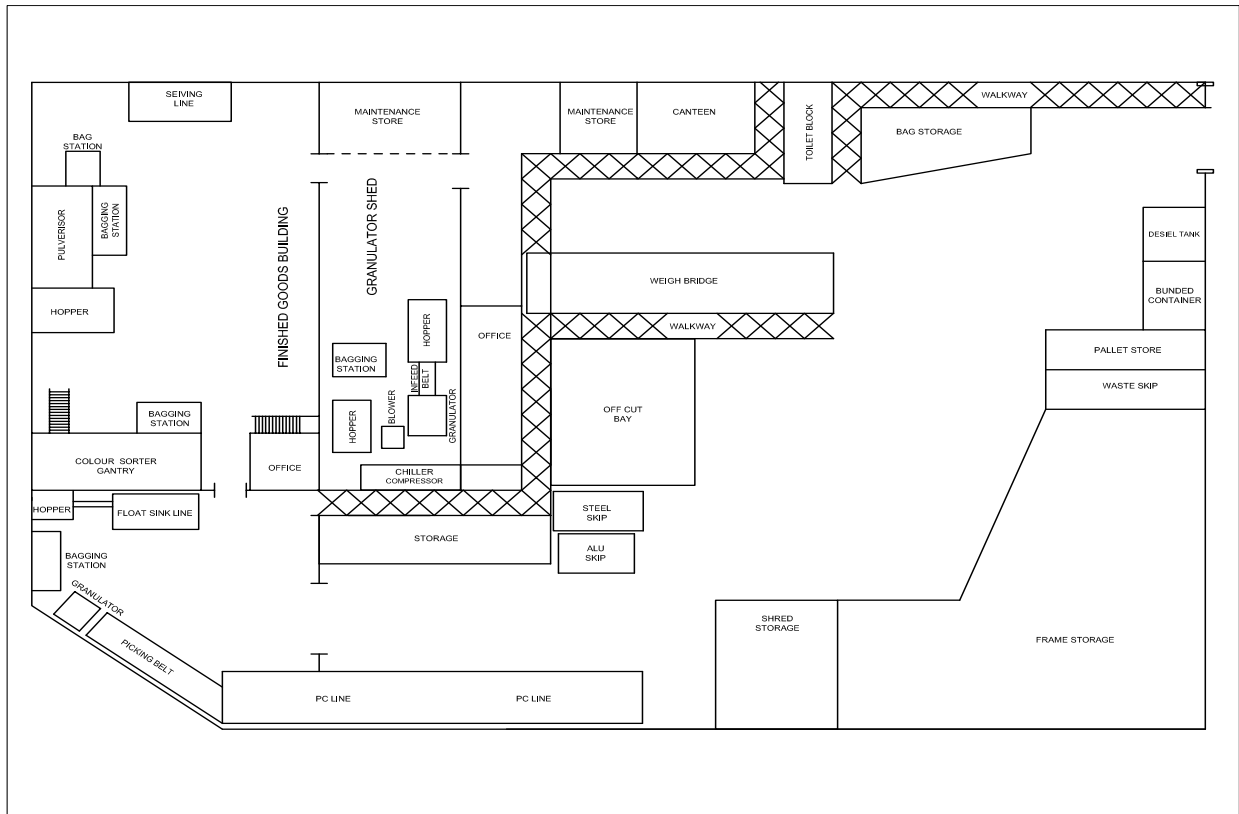 SEIVING
LINE
MAINTENANCE
STORE
MAINTENANCE
STORE
CANTEEN
TOILET BLOCK
WALKWAY
BAG STORAGE
BAG
STATION
PULVERISOR
BAGGING
STATION
HOPPER
FINISHED GOODS BUILDING
GRANULATOR SHED
WEIGH BRIDGE
WALKWAY
DESIEL TANK
BUNDED
CONTAINER
PALLET STORE
WASTE SKIP
OFFICE
HOPPER
INFEED
BELT
BAGGING
STATION
HOPPER
BLOWER
GRANULATOR
OFF CUT
BAY
BAGGING
STATION
COLOUR SORTER
GANTRY
OFFICE
CHILLER
COMPRESSOR
HOPPER
FLOAT SINK LINE
STORAGE
STEEL
SKIP
ALU
SKIP
BAGGING
STATION
GRANULATOR
PICKING BELT
PC LINE
PC LINE
SHRED
STORAGE
FRAME STORAGE